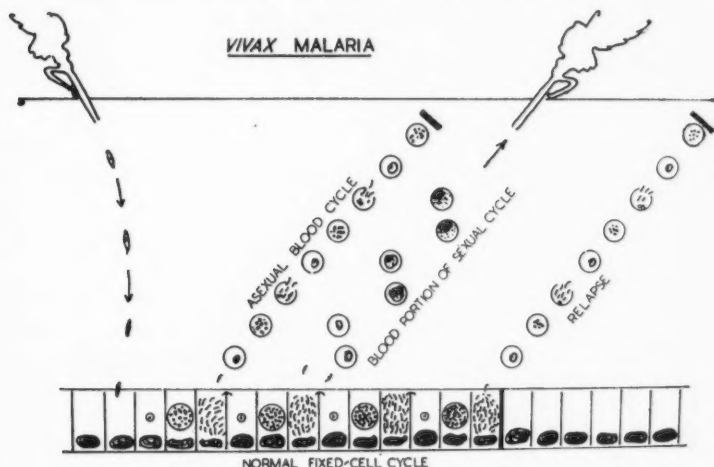 VIVAX MALARIA
ASEXUAL BLOOD CYCLE
BLOOD PORTION OF SEXUAL CYCLE
RELAPSE
NORMAL FIXED-CELL CYCLE